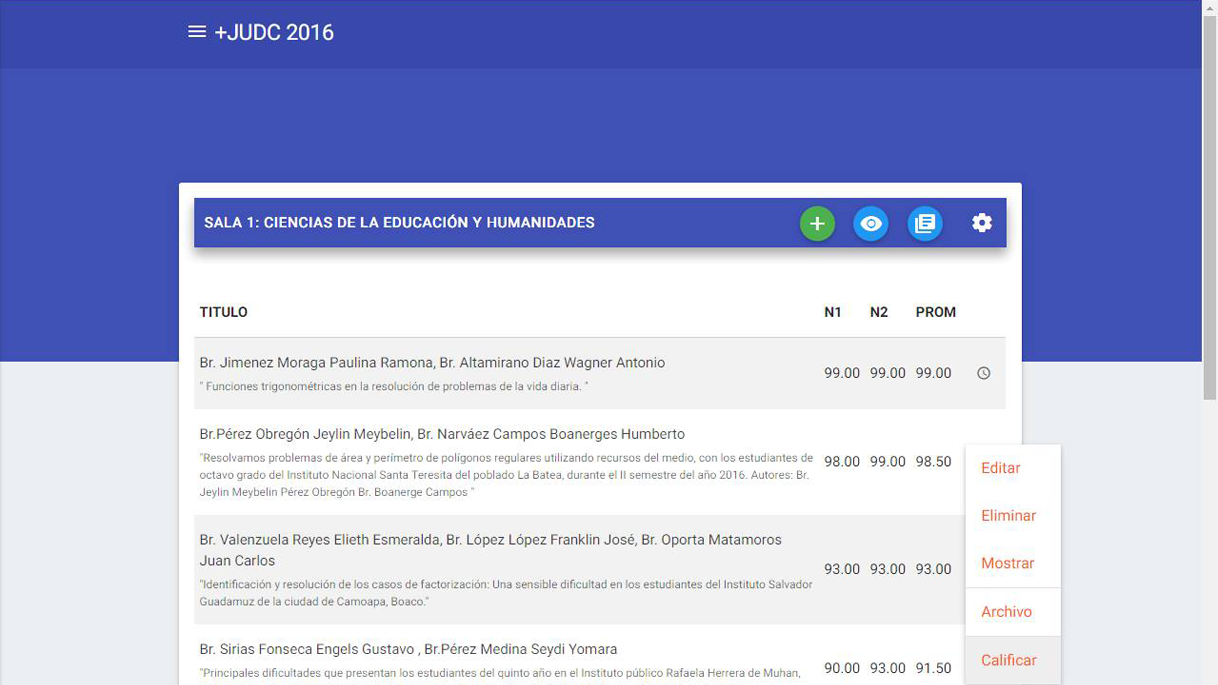 +JUDC 2016
SALA 1: CIENCIAS DE LA EDUCACIÓN Y HUMANIDADES
TITULO N1 N2 PROM
Br. Jimenez Moraga Paulina Ramona, Br. Altamirano Diaz Wagner Antonio
" Funciones trigonométricas en la resolución de problemas de la vida diaria. "
99.00 99.00 99.00
Br.Pérez Obregón Jeylin Meybelin, Br. Narváez Campos Boanerges Humberto
"Resolvamos problemas de área y perímetro de polígonos regulares utilizando recursos del medio, con los estudiantes de
octavo grado del Instituto Nacional Santa Teresita del poblado La Batea, durante el II semestre del año 2016. Autores: Br.
Jeylin Meybelin Pérez Obregón Br. Boanerge Campos "
98.00 99.00 98.50
Br. Valenzuela Reyes Elieth Esmeralda, Br. López López Franklin José, Br. Oporta Matamoros
Juan Carlos
"Identificación y resolución de los casos de factorización: Una sensible dificultad en los estudiantes del Instituto Salvador
Guadamuz de la ciudad de Camoapa, Boaco."
93.00 93.00 93.00
Br. Sirias Fonseca Engels Gustavo , Br.Pérez Medina Seydi Yomara
"Principales dificultades que presentan los estudiantes del quinto año en el Instituto público Rafaela Herrera de Muhan,
90.00 93.00 91.50
Editar
Eliminar
Mostrar
Archivo
Calificar